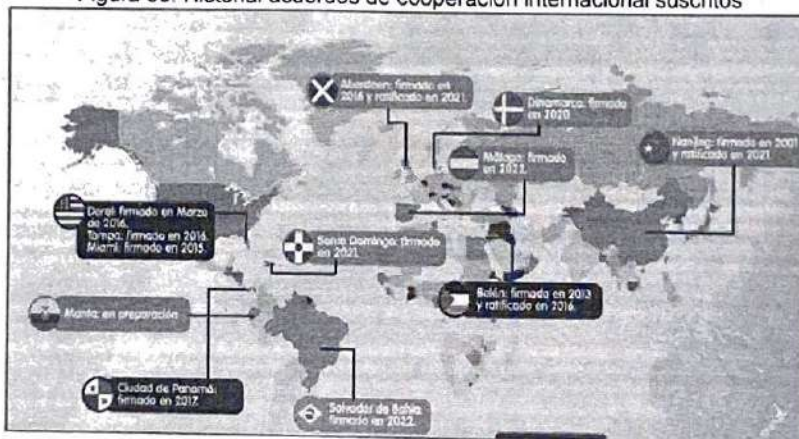 Figura 30. Historial acuerdos de cooperación internacional suscritos
Aberdeen: firmado en
2016 y ratificado en 2021.
Dinamarca: firmado
en 2020.
Málaga: firmado
en 2022.
Nanjing: firmado en 2001
y ratificado en 2021.
Doral: firmado en Marzo
de 2016.
Tampa: firmado en 2016.
Miami: firmado en 2015.
Santo Domingo: firmado
en 2021.
Belén: firmado en 2013
y ratificado en 2016.
Manta: en preparación
Ciudad de Panamá:
firmado en 2017.
Salvador de Bahía:
firmado en 2022.